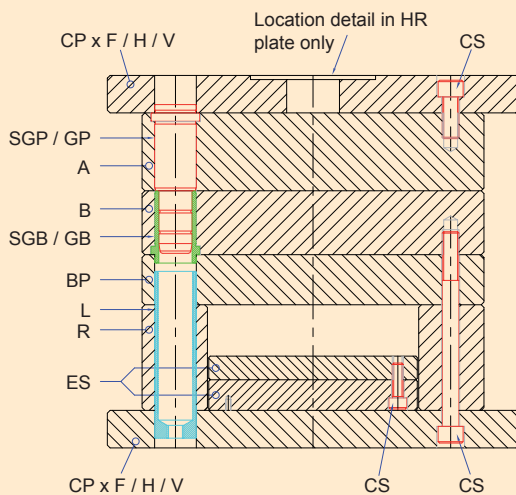 Location detail in HR
plate only
CP x F / H / V
CS
SGP / GP
A
B
SGB / GB
BP
L
R
ES
CP x F / H / V
CS
CS